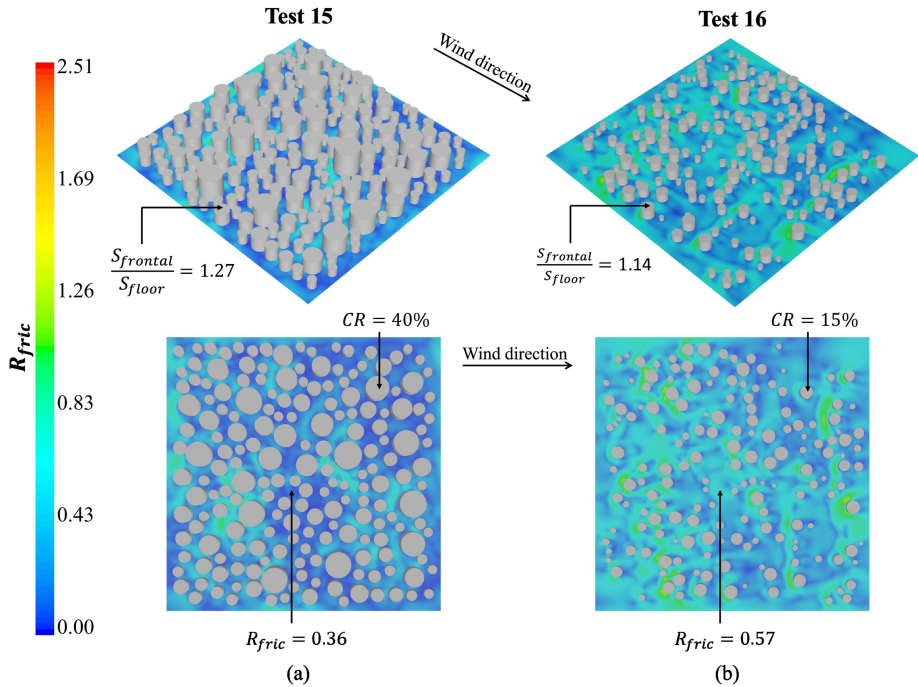 Test 15
Test 16
Wind direction
2.51
1.69
1.26
0.83
0.43
0.00
R_fric
S_frontal/S_floor = 1.27
S_frontal/S_floor = 1.14
CR = 40%
Wind direction
CR = 15%
R_fric = 0.36
R_fric = 0.57
(a)
(b)